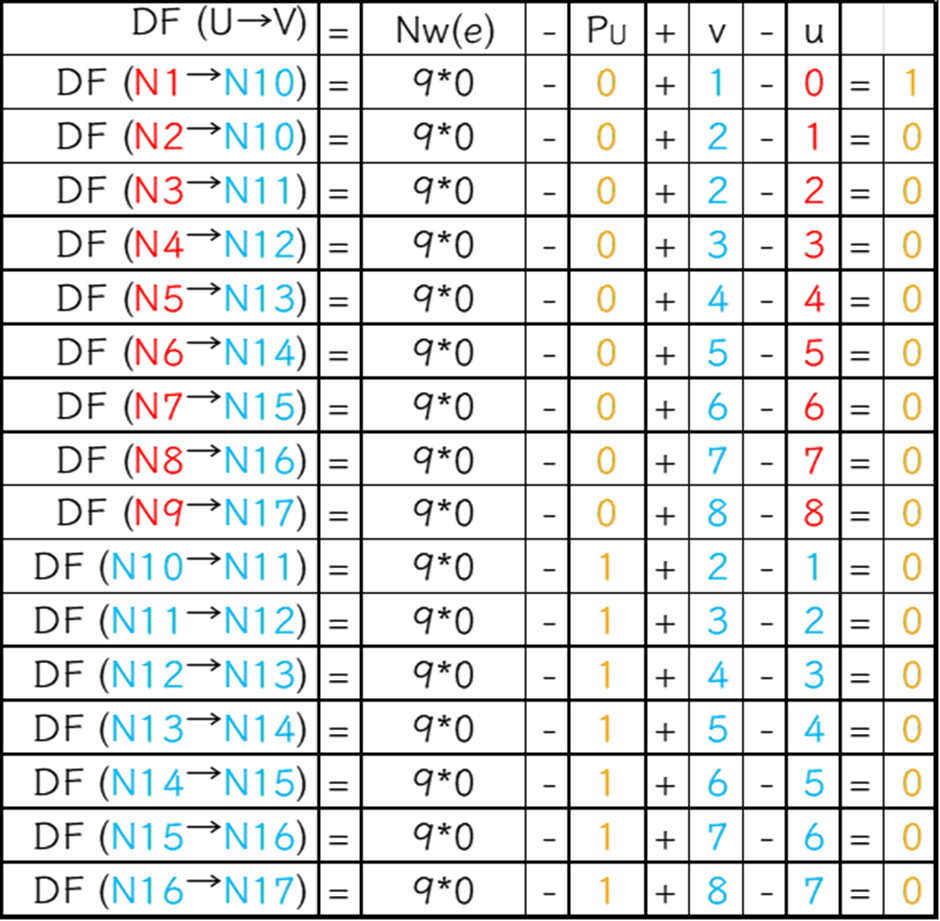 DF (U→V) = Nw(e) - PU + v - u
DF (N1→N10) = 9*0 - 0 + 1 - 0 = 1
DF (N2→N10) = 9*0 - 0 + 2 - 1 = 0
DF (N3→N11) = 9*0 - 0 + 2 - 2 = 0
DF (N4→N12) = 9*0 - 0 + 3 - 3 = 0
DF (N5→N13) = 9*0 - 0 + 4 - 4 = 0
DF (N6→N14) = 9*0 - 0 + 5 - 5 = 0
DF (N7→N15) = 9*0 - 0 + 6 - 6 = 0
DF (N8→N16) = 9*0 - 0 + 7 - 7 = 0
DF (N9→N17) = 9*0 - 0 + 8 - 8 = 0
DF (N10→N11) = 9*0 - 1 + 2 - 1 = 0
DF (N11→N12) = 9*0 - 1 + 3 - 2 = 0
DF (N12→N13) = 9*0 - 1 + 4 - 3 = 0
DF (N13→N14) = 9*0 - 1 + 5 - 4 = 0
DF (N14→N15) = 9*0 - 1 + 6 - 5 = 0
DF (N15→N16) = 9*0 - 1 + 7 - 6 = 0
DF (N16→N17) = 9*0 - 1 + 8 - 7 = 0